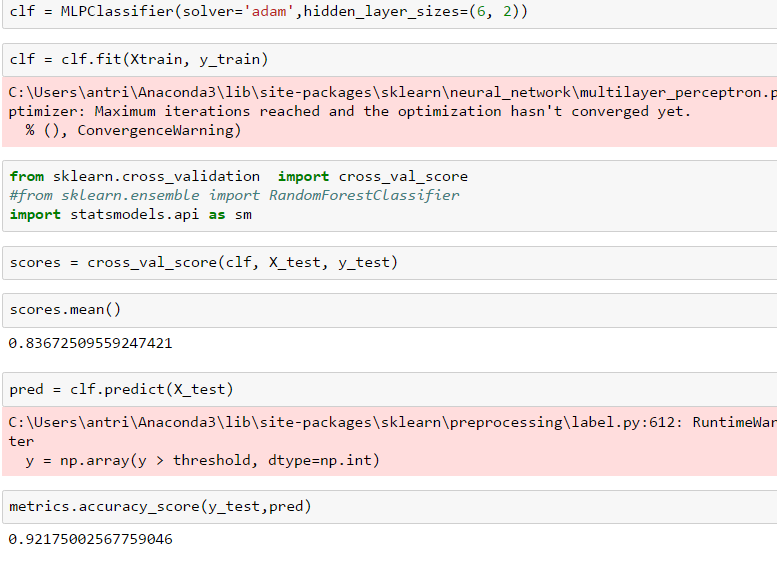 clf = MLPClassifier(solver='adam',hidden_layer_sizes=(6, 2))
clf = clf.fit(Xtrain, y_train)
C:\Users\antri\Anaconda3\lib\site-packages\sklearn\neural_network\multilayer_perceptron.p
ptimizer: Maximum iterations reached and the optimization hasn't converged yet.
  % (), ConvergenceWarning)
from sklearn.cross_validation  import cross_val_score
#from sklearn.ensemble import RandomForestClassifier
import statsmodels.api as sm
scores = cross_val_score(clf, X_test, y_test)
scores.mean()
0.83672509559247421
pred = clf.predict(X_test)
C:\Users\antri\Anaconda3\lib\site-packages\sklearn\preprocessing\label.py:612: RuntimeWar
ter
  y = np.array(y > threshold, dtype=np.int)
metrics.accuracy_score(y_test,pred)
0.92175002567759046